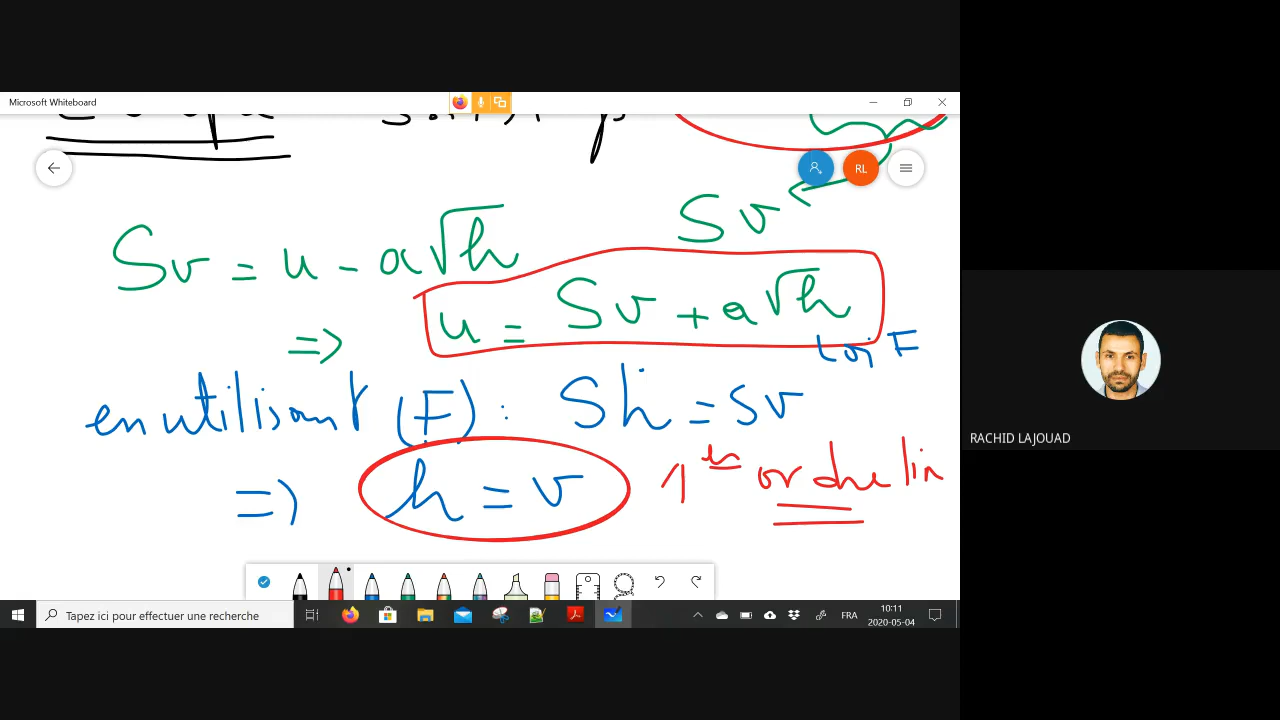 Microsoft Whiteboard
RL
Sv
Sv = u - a√h
u = Sv + a√h
=>
Loi F
en utilisant (F) : Sḣ = Sv
=> ḣ = v
1er ordre lin
RACHID LAJOUAD
Tapez ici pour effectuer une recherche
FRA
10:11
2020-05-04